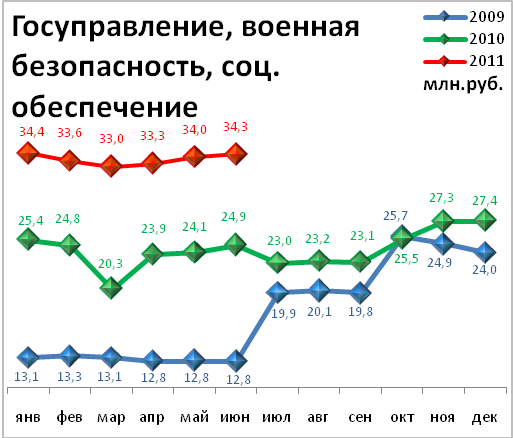 Госуправление, военная
безопасность, соц.
обеспечение
2009
2010
2011
млн.руб.
34,4 33,6 33,0 33,3 34,0 34,3
25,4 24,8 20,3 23,9 24,1 24,9 23,0 23,2 23,1 25,5 27,3 27,4
13,1 13,3 13,1 12,8 12,8 12,8 19,9 20,1 19,8 25,7 24,9 24,0
янв фев мар апр май июн июл авг сен окт ноя дек